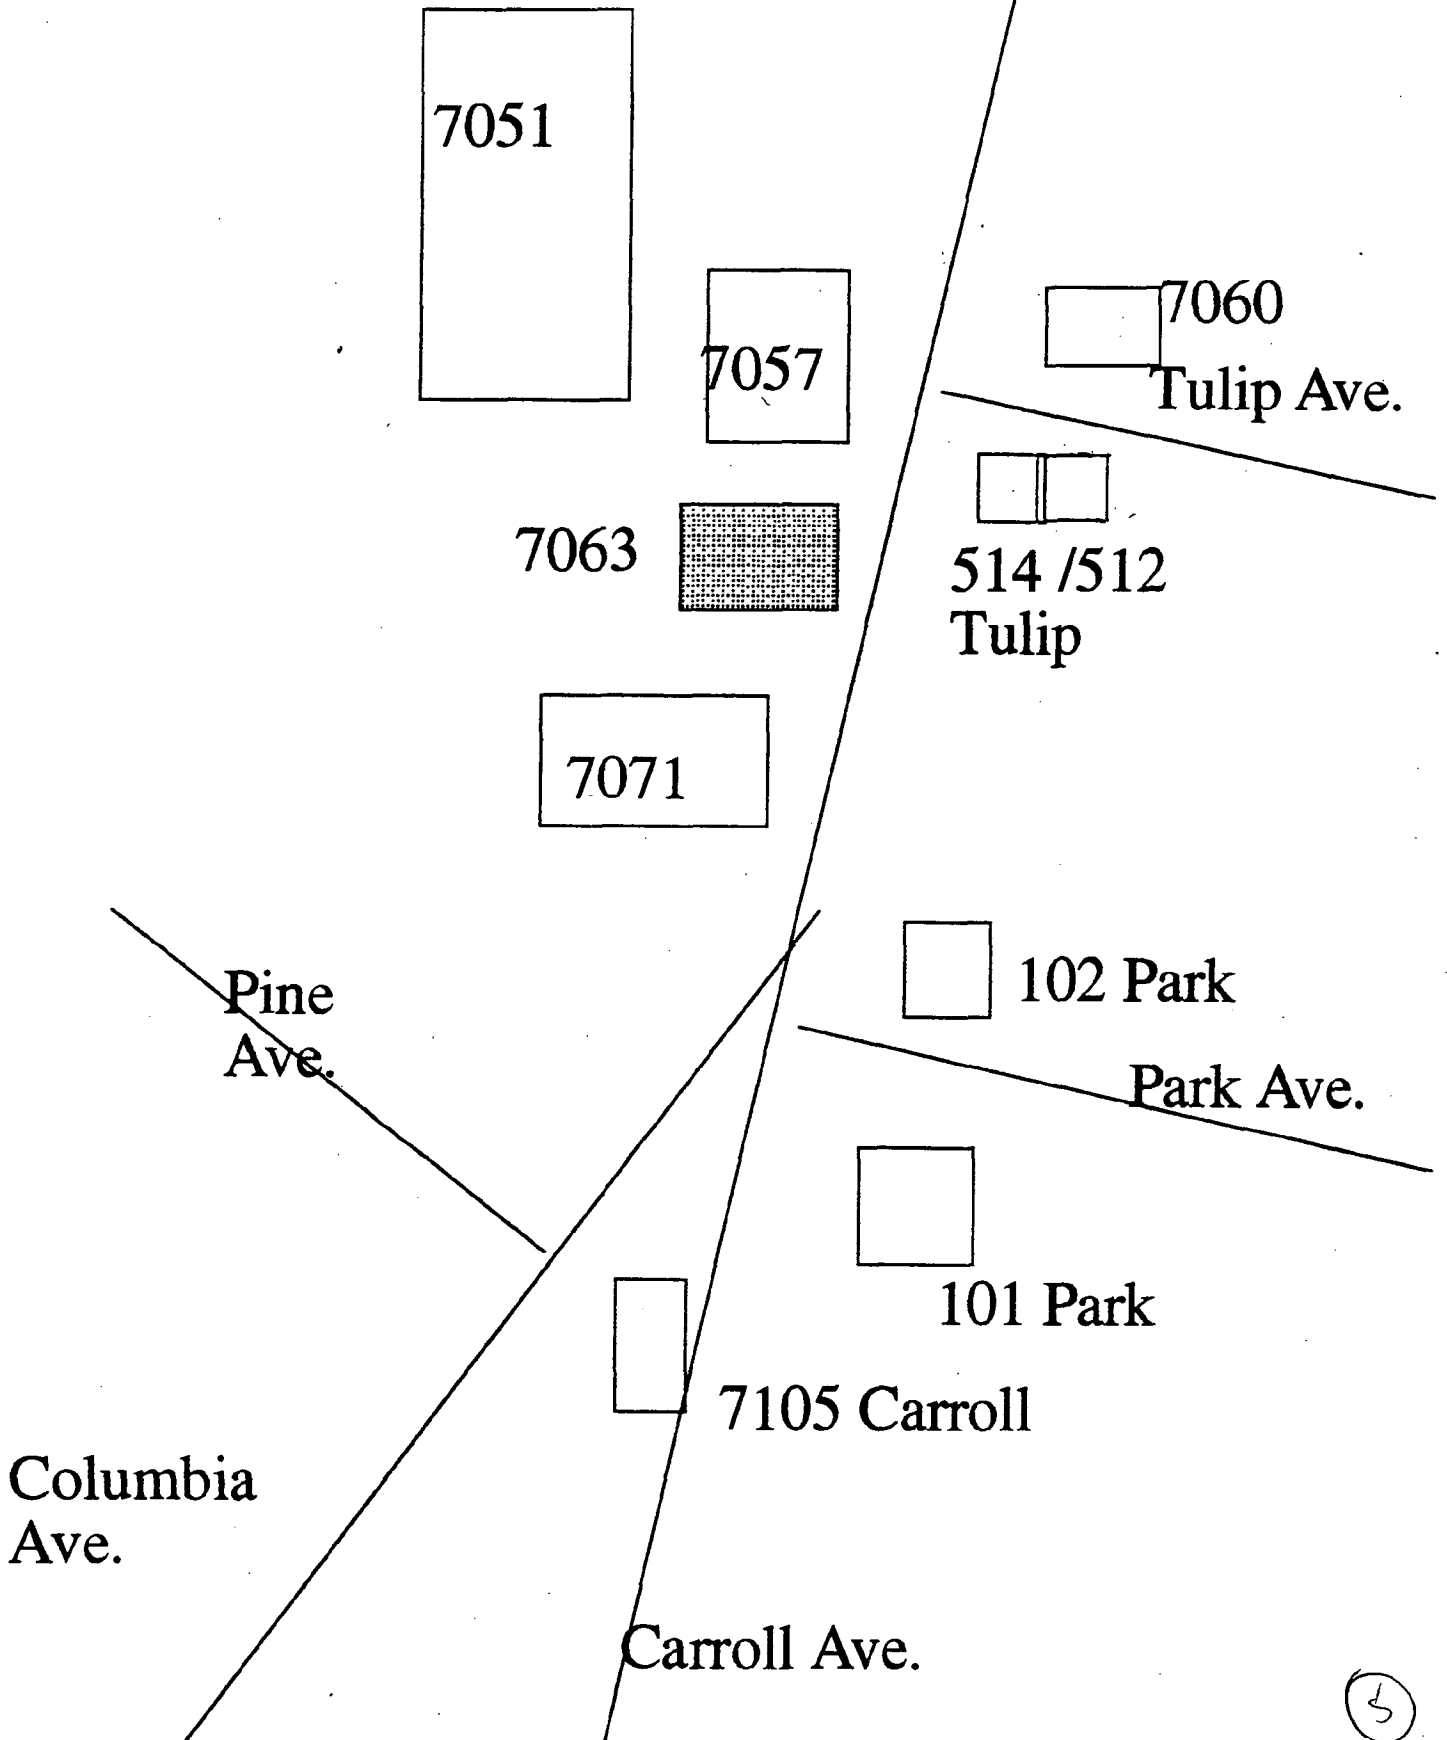 7051
7060
7057
Tulip Ave.
7063
514 /512
Tulip
7071
102 Park
Pine
Ave.
Park Ave.
101 Park
7105 Carroll
Columbia
Ave.
Carroll Ave.
5